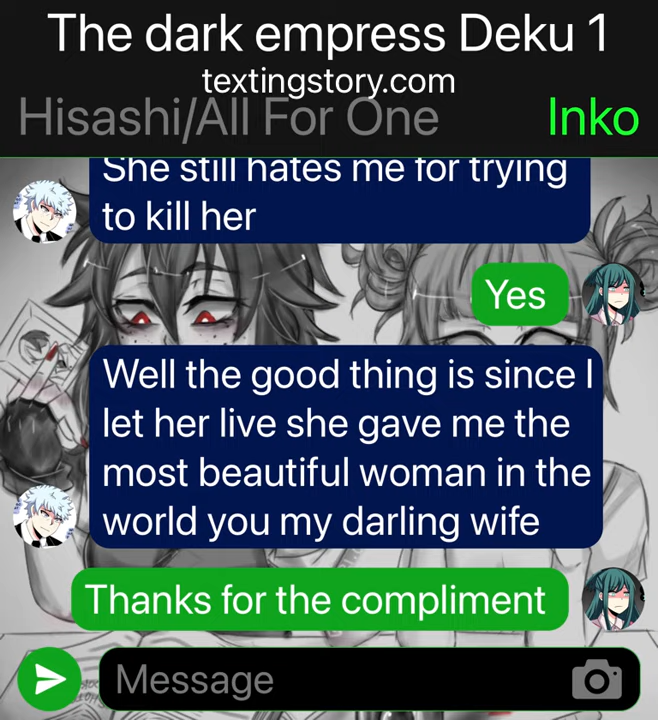 The dark empress Deku 1
textingstory.com
Hisashi/All For One
Inko
She still hates me for trying
to kill her
Yes
Well the good thing is since I
let her live she gave me the
most beautiful woman in the
world you my darling wife
Thanks for the compliment
Message